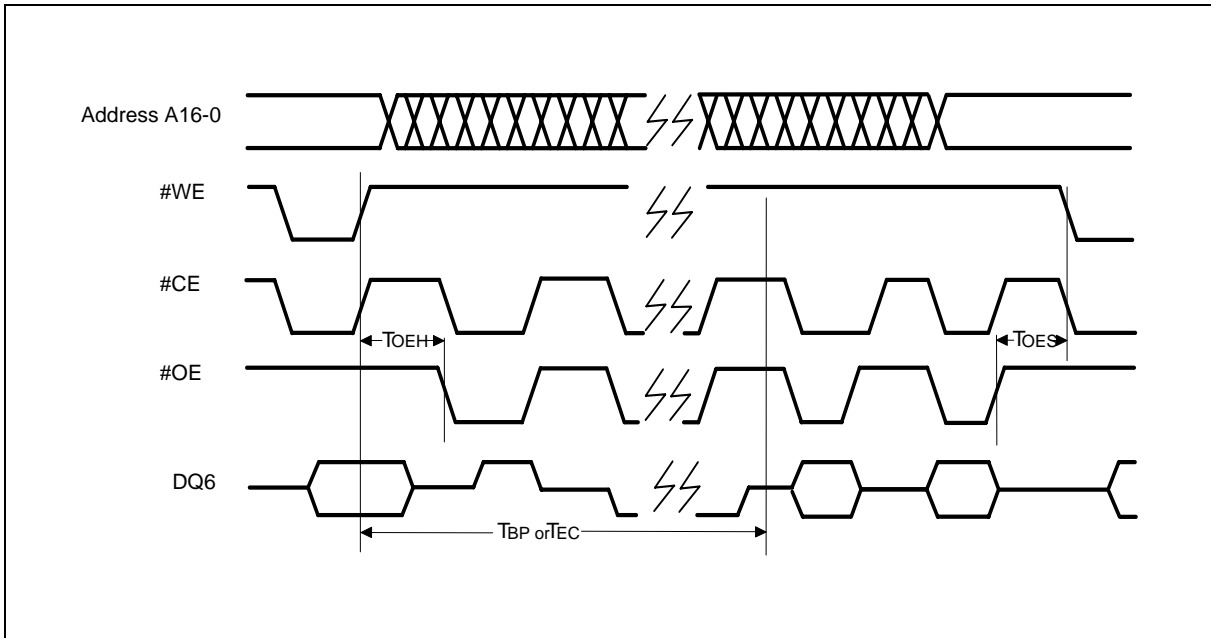 Address A16-0
#WE
#CE
TOEH
TOES
#OE
DQ6
TBP orTEC